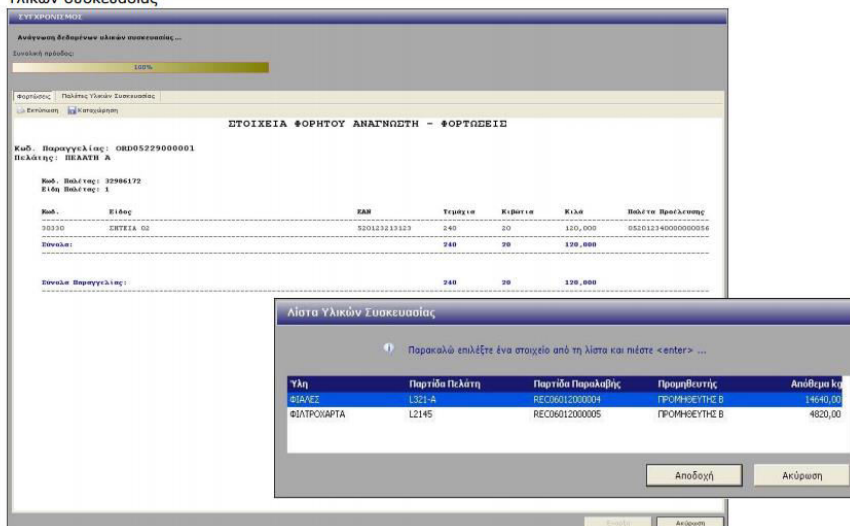 Υλικών Συσκευασίας
ΣΥΓΧΡΟΝΙΣΜΟΣ
Ανάγνωση δεδομένων υλικών συσκευασίας ...
Συνολική πρόοδος:
100%
Φορτώσεις Παλέτες Υλικών Συσκευασίας
Εκτύπωση Καταχώρηση
ΣΤΟΙΧΕΙΑ ΦΟΡΗΤΟΥ ΑΝΑΓΝΩΣΤΗ - ΦΟΡΤΩΣΕΙΣ
Κωδ. Παραγγελίας: ORD05229000001
Πελάτης: ΠΕΛΑΤΗ Α
Κωδ. Παλέτας: 32906172
Είδη Παλέτας: 1
Κωδ. Είδος EAN Τεμάχια Κιβώτια Κιλά Παλέτα Προέλευσης
30330 ΣΗΤΕΙΑ 02 520123213123 240 20 120,000 052012340000000056
Σύνολα: 240 20 120,000
Σύνολα Παραγγελίας: 240 20 120,000
Λίστα Υλικών Συσκευασίας
Παρακαλώ επιλέξτε ένα στοιχείο από τη λίστα και πιέστε <enter> ...
Ύλη Παρτίδα Πελάτη Παρτίδα Παραλαβής Προμηθευτής Απόθεμα kg
ΦΙΑΛΕΣ L321-A REC06012000004 ΠΡΟΜΗΘΕΥΤΗΣ Β 14640,00
ΦΙΛΤΡΟΧΑΡΤΑ L2145 REC06012000005 ΠΡΟΜΗΘΕΥΤΗΣ Β 4820,00
Αποδοχή Ακύρωση
Ακύρωση